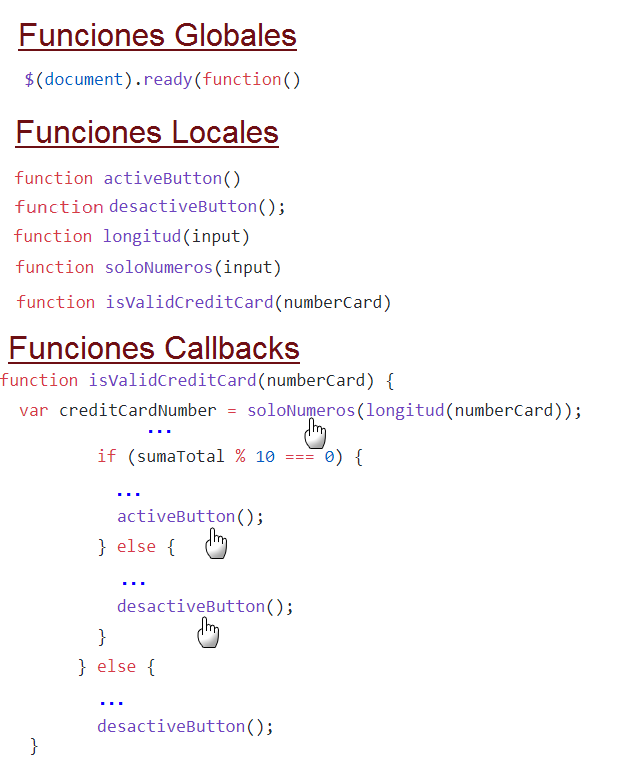 Funciones Globales
$(document).ready(function()
Funciones Locales
function activeButton()
function desactiveButton();
function longitud(input)
function soloNumeros(input)
function isValidCreditCard(numberCard)
Funciones Callbacks
function isValidCreditCard(numberCard) {
var creditCardNumber = soloNumeros(longitud(numberCard));
...
if (sumaTotal % 10 === 0) {
...
activeButton();
} else {
...
desactiveButton();
}
} else {
...
desactiveButton();
}